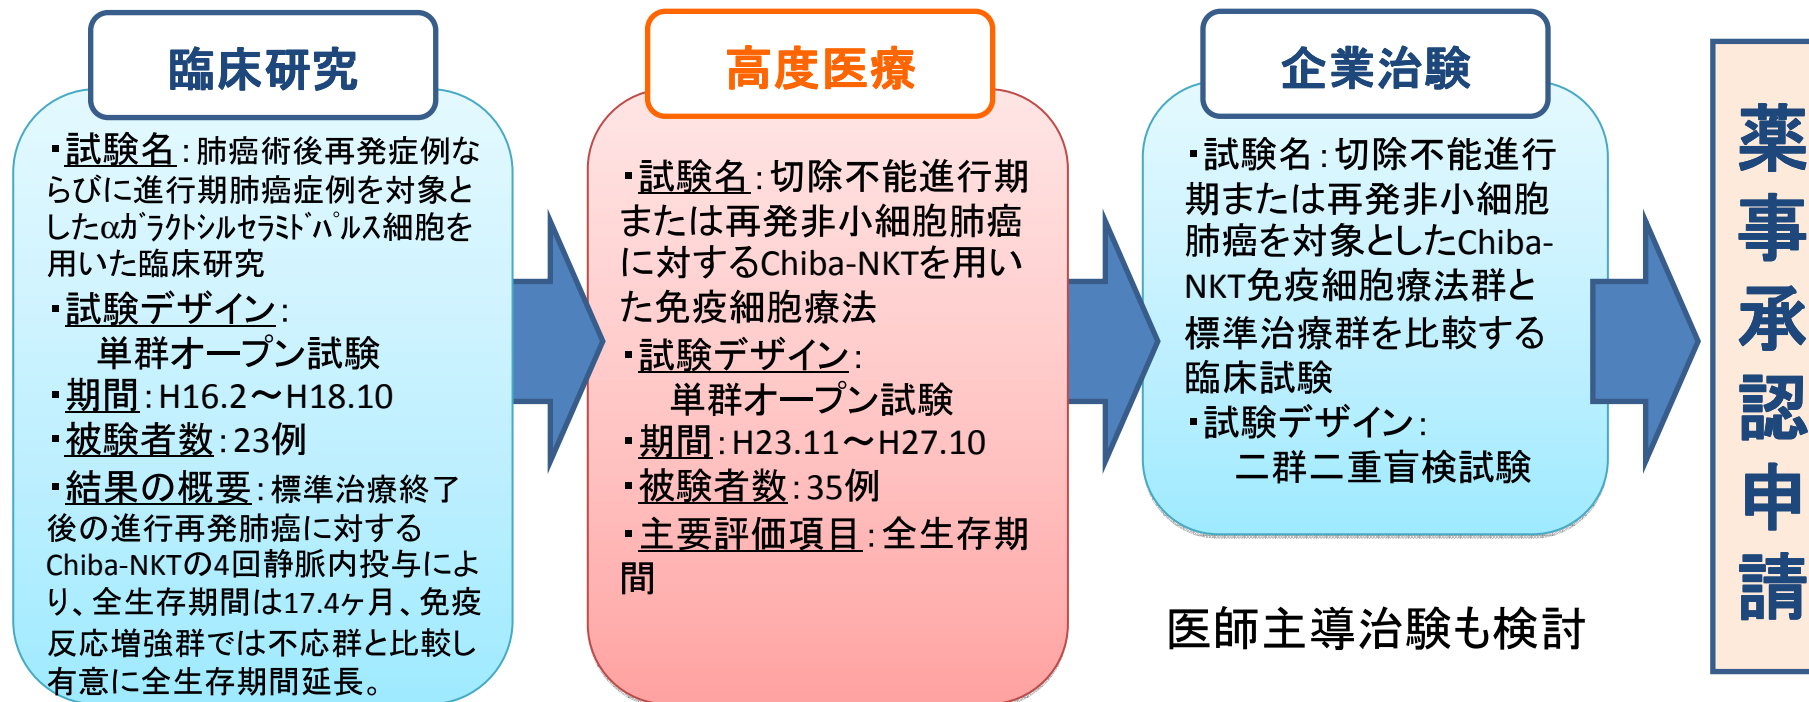 臨床研究
・試験名：肺癌術後再発症例な
らびに進行期肺癌症例を対象と
したαｶﾞﾗｸﾄｼﾙｾﾗﾐﾄﾞﾊﾟﾙｽ細胞を
用いた臨床研究
・試験デザイン：
単群オープン試験
・期間：H16.2～H18.10
・被験者数：23例
・結果の概要：標準治療終了
後の進行再発肺癌に対する
Chiba-NKTの4回静脈内投与によ
り、全生存期間は17.4ヶ月、免疫
反応増強群では不応群と比較し
有意に全生存期間延長。
高度医療
・試験名：切除不能進行期
または再発非小細胞肺癌
に対するChiba-NKTを用い
た免疫細胞療法
・試験デザイン：
単群オープン試験
・期間：H23.11～H27.10
・被験者数：35例
・主要評価項目：全生存期
間
企業治験
・試験名：切除不能進行
期または再発非小細胞
肺癌を対象としたChiba-
NKT免疫細胞療法群と
標準治療群を比較する
臨床試験
・試験デザイン：
二群二重盲検試験
医師主導治験も検討
薬事承認申請